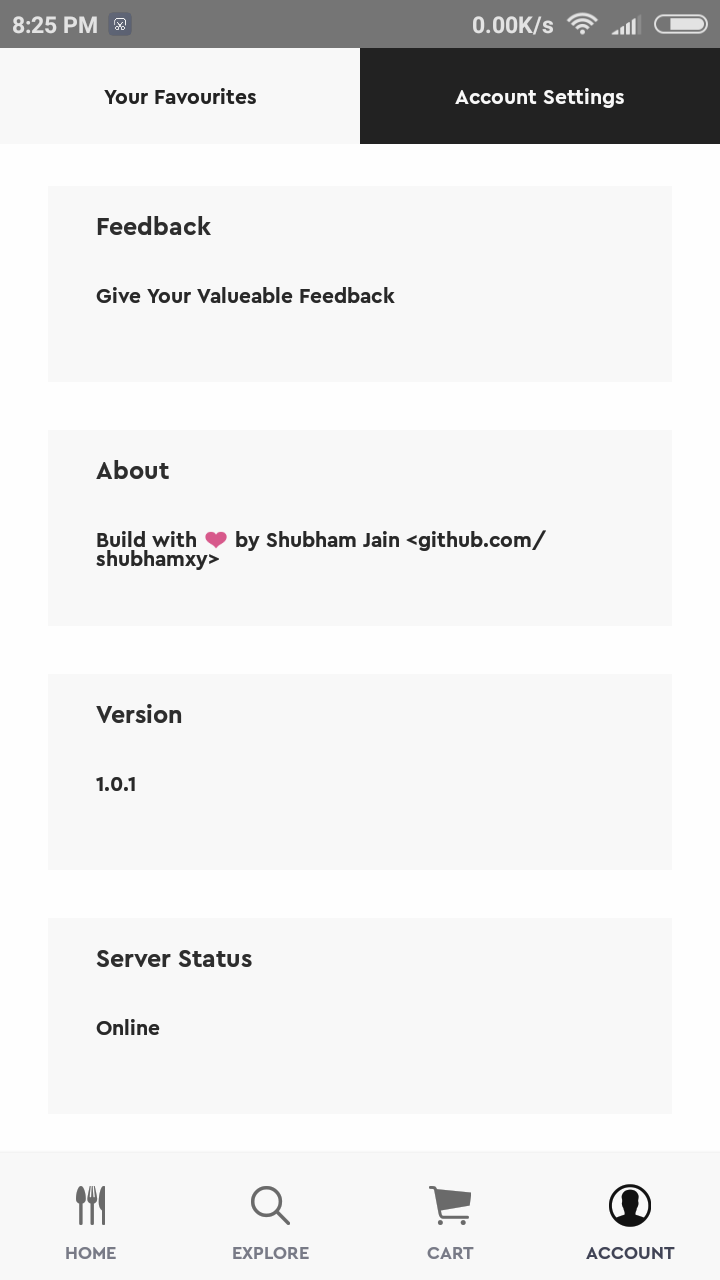 8:25 PM 0.00K/s
Your Favourites Account Settings
Feedback
Give Your Valueable Feedback
About
Build with ❤ by Shubham Jain <github.com/
shubhamxy>
Version
1.0.1
Server Status
Online
HOME EXPLORE CART ACCOUNT